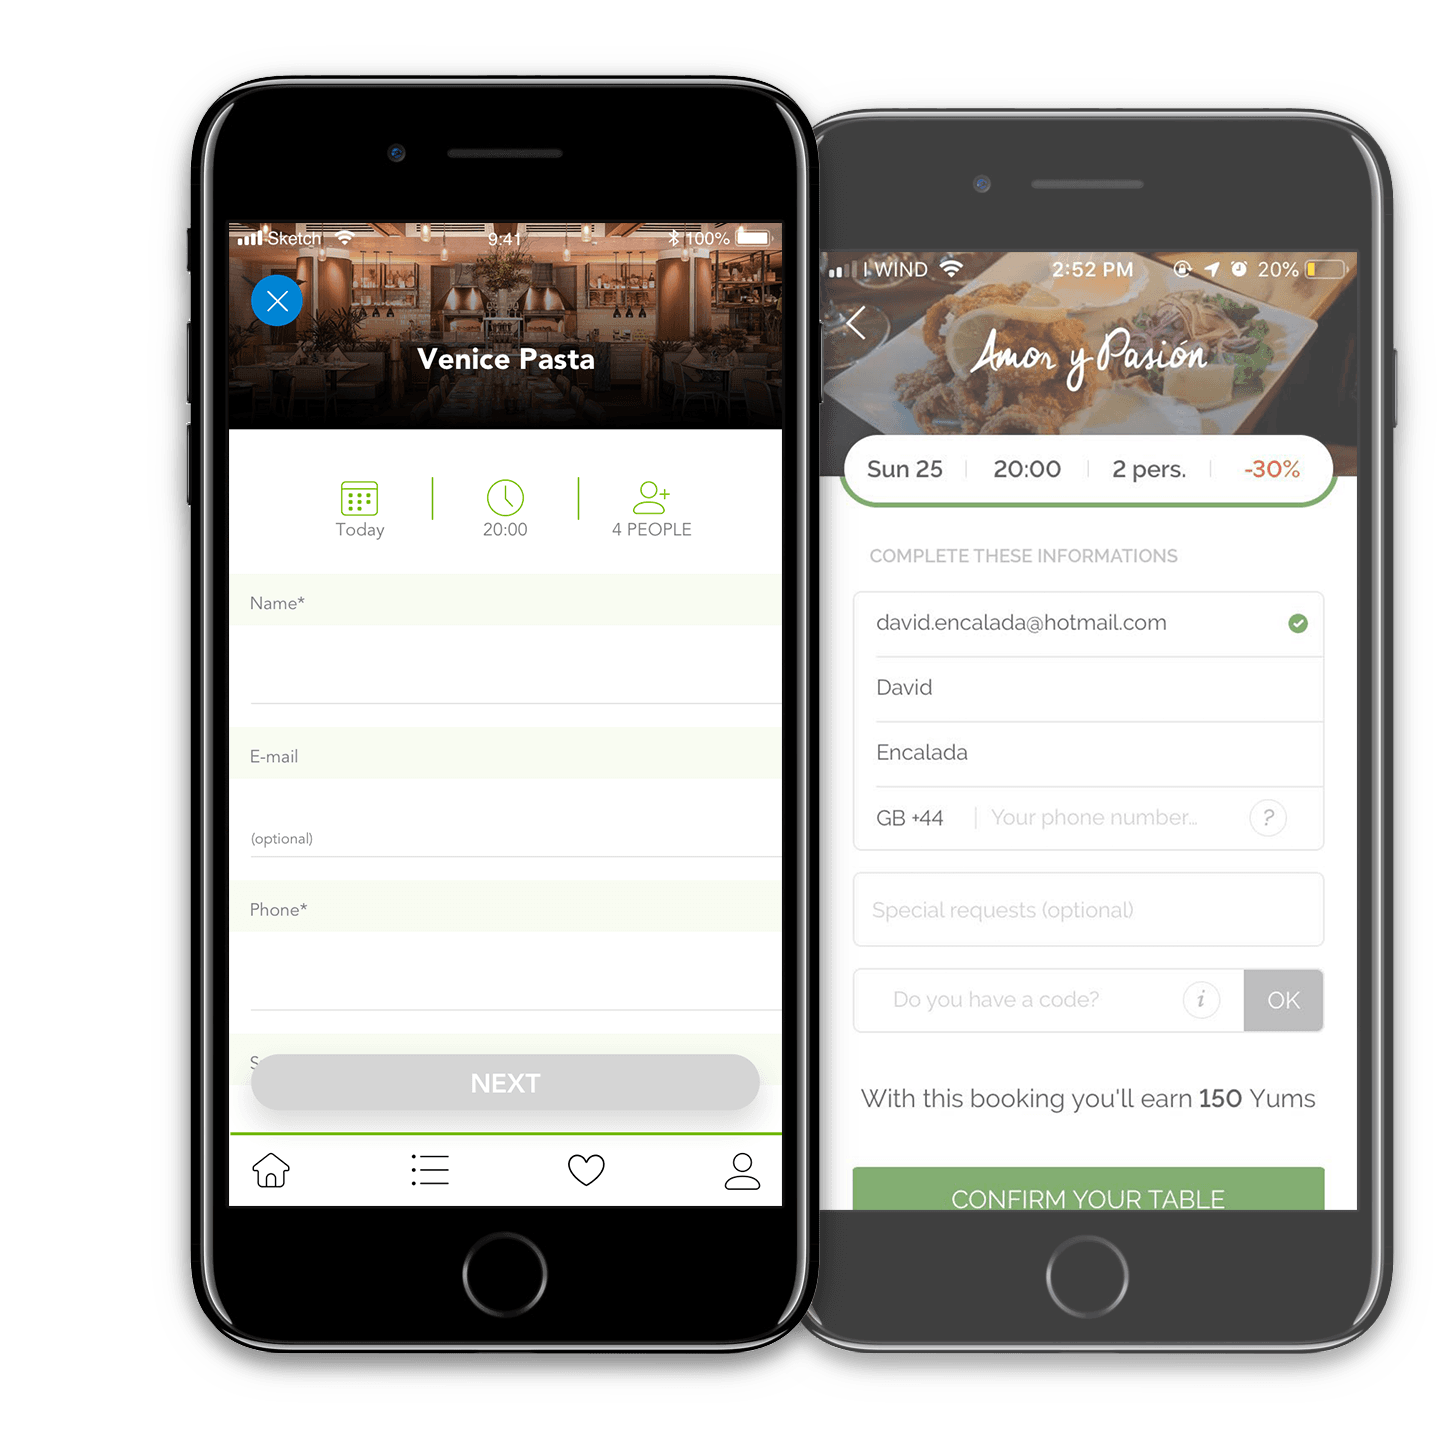 Sketch 9:41 100%
Venice Pasta
Today 20:00 4 PEOPLE
Name*
E-mail
(optional)
Phone*
NEXT
I WIND 2:52 PM 20%
Amor y Pasión
Sun 25 20:00 2 pers. -30%
COMPLETE THESE INFORMATIONS
david.encalada@hotmail.com
David
Encalada
GB +44 Your phone number... ?
Special requests (optional)
Do you have a code? i OK
With this booking you'll earn 150 Yums
CONFIRM YOUR TABLE